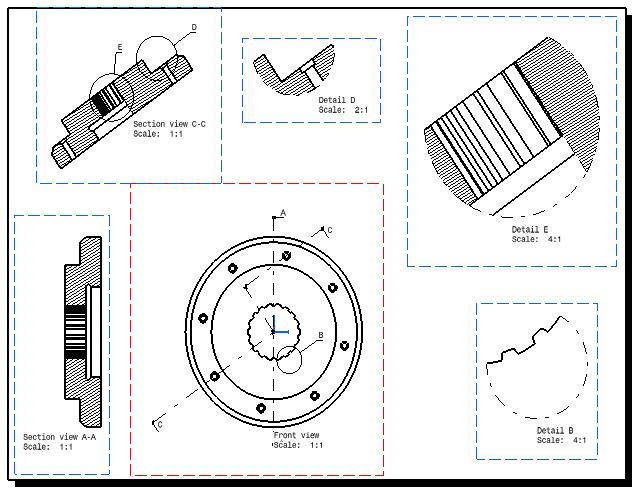 D
E
Section view C-C
Scale:  1:1
Detail D
Scale:  2:1
Detail E
Scale:  4:1
A
C
B
C
Front view
Scale:  1:1
Section view A-A
Scale:  1:1
Detail B
Scale:  4:1